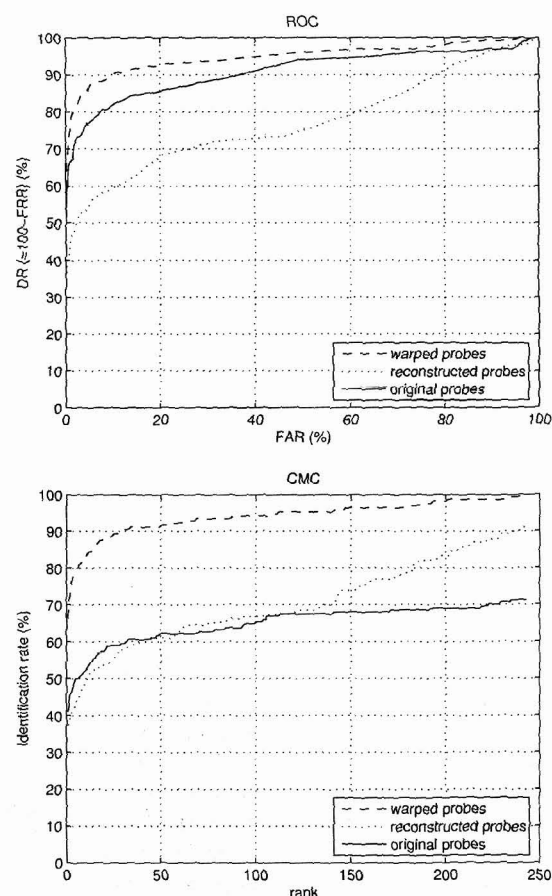 ROC
100
90
80
70
60
50
40
30
20
10
0
DR (=100-FRR) (%)
warped probes
reconstructed probes
original probes
0 20 40 60 80 100
FAR (%)
CMC
100
90
80
70
60
50
40
30
20
10
0
Identification rate (%)
warped probes
reconstructed probes
original probes
0 50 100 150 200 250
rank